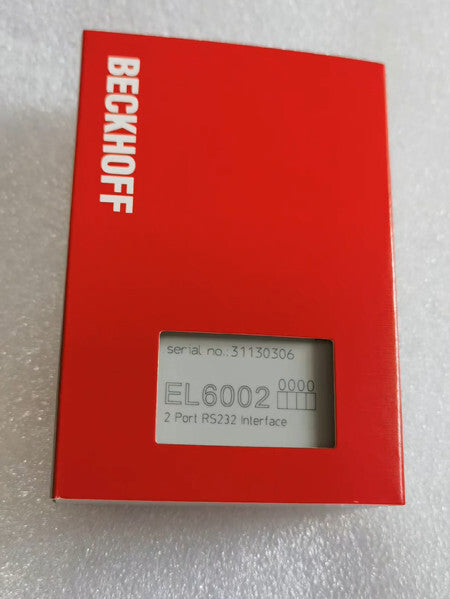 BECKHOFF
serial no.:31130306
EL6002 0000
2 Port RS232 Interface